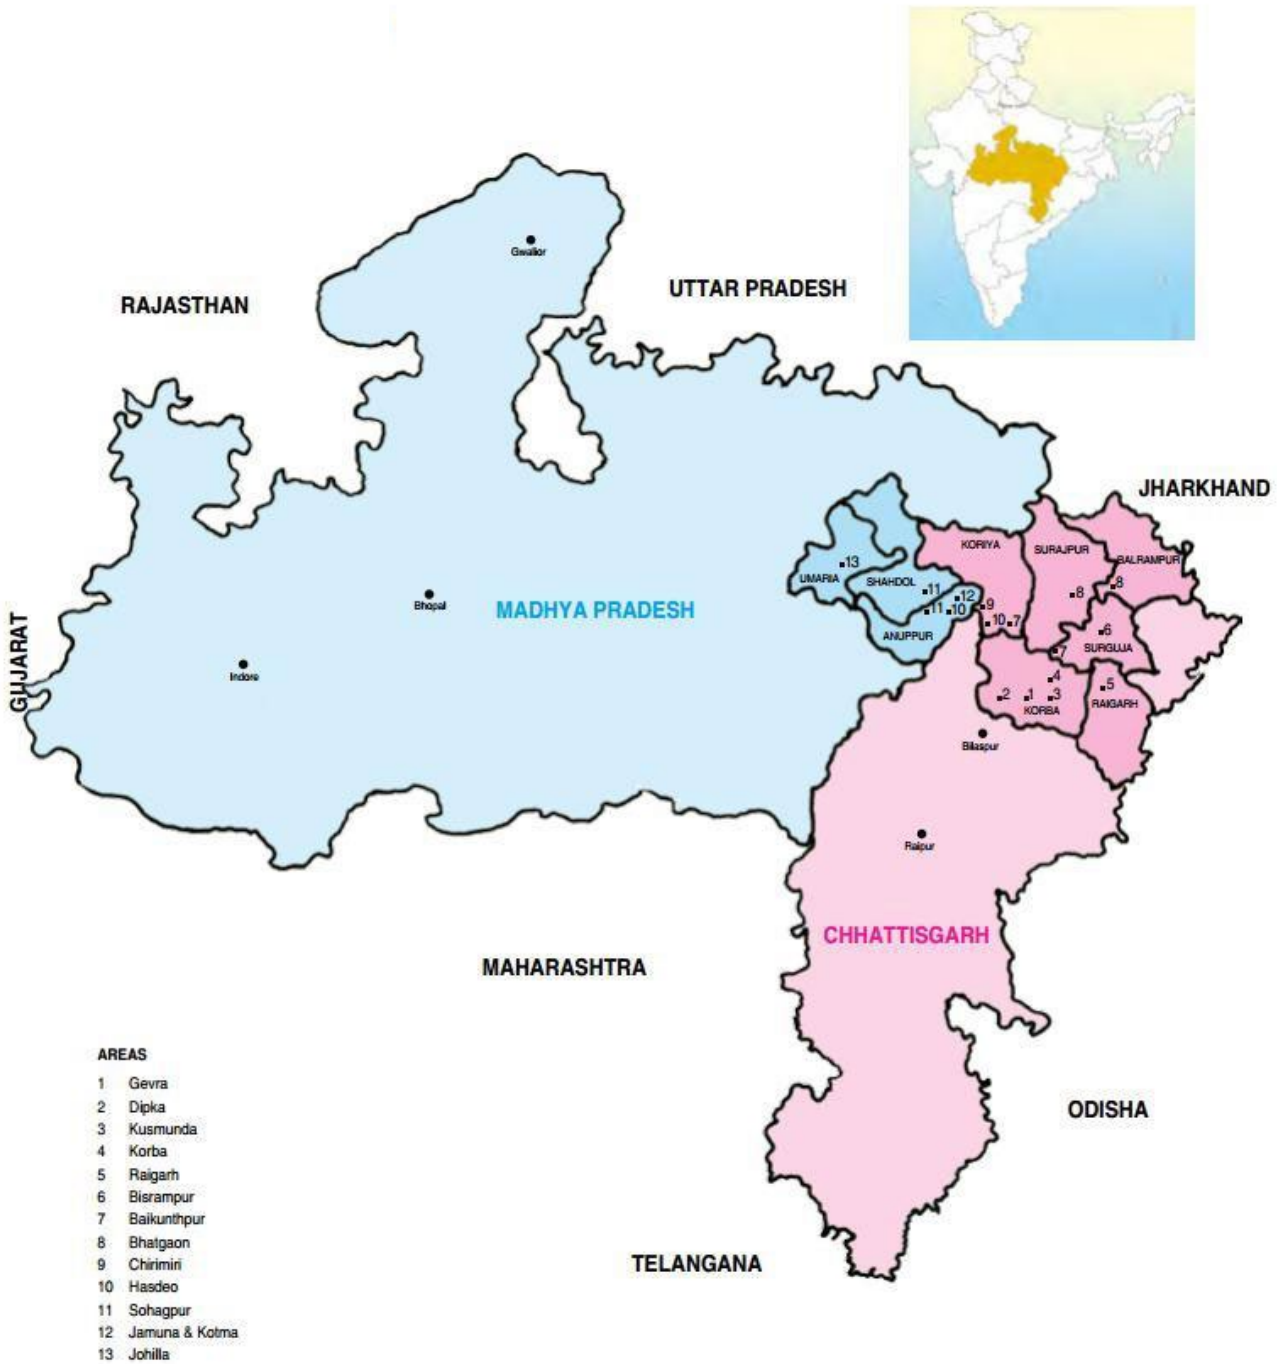 Gwalior
RAJASTHAN
UTTAR PRADESH
JHARKHAND
KORIYA
SURAJPUR
BALRAMPUR
13
UMARIA
SHAHDOL
11
12
8
8
Bhopal
MADHYA PRADESH
11
10
9
10
7
6
ANUPPUR
SURGUJA
7
GUJARAT
Indore
4
5
2
1
3
KORBA
RAIGARH
Bilaspur
Raipur
CHHATTISGARH
MAHARASHTRA
ODISHA
TELANGANA
AREAS
1 Gevra
2 Dipka
3 Kusmunda
4 Korba
5 Raigarh
6 Bisrampur
7 Baikunthpur
8 Bhatgaon
9 Chirimiri
10 Hasdeo
11 Sohagpur
12 Jamuna & Kotma
13 Johilla